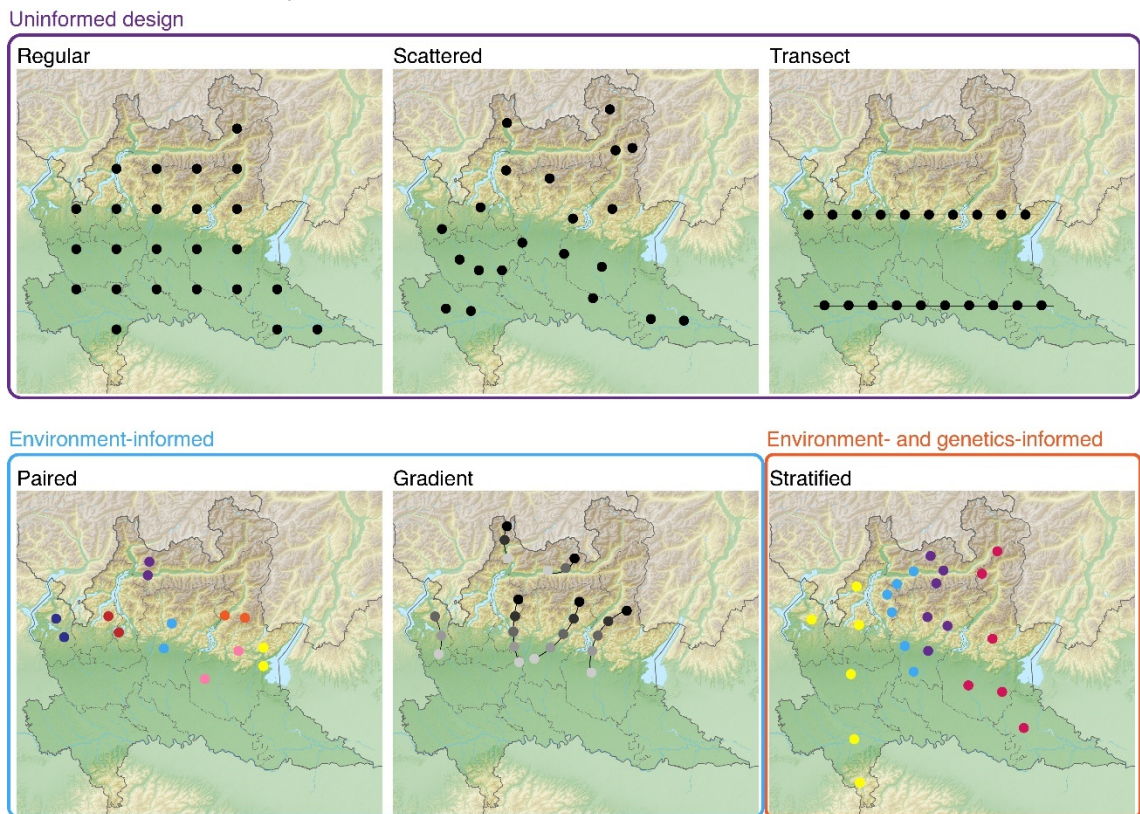 Uninformed design
Regular
Scattered
Transect
Environment-informed
Environment- and genetics-informed
Paired
Gradient
Stratified